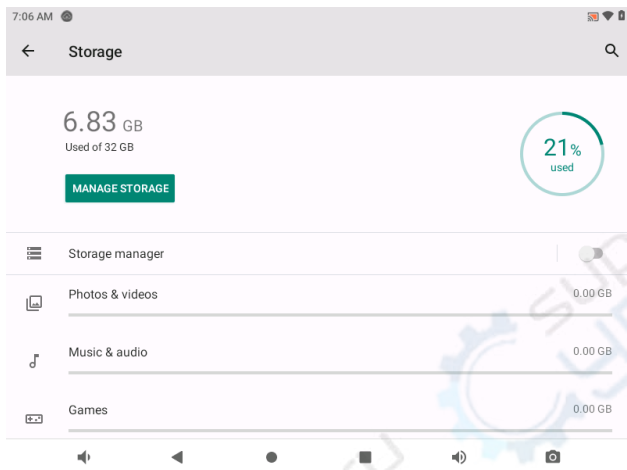 7:06 AM
Storage
6.83 GB
Used of 32 GB
21% used
MANAGE STORAGE
Storage manager
Photos & videos 0.00 GB
Music & audio 0.00 GB
Games 0.00 GB